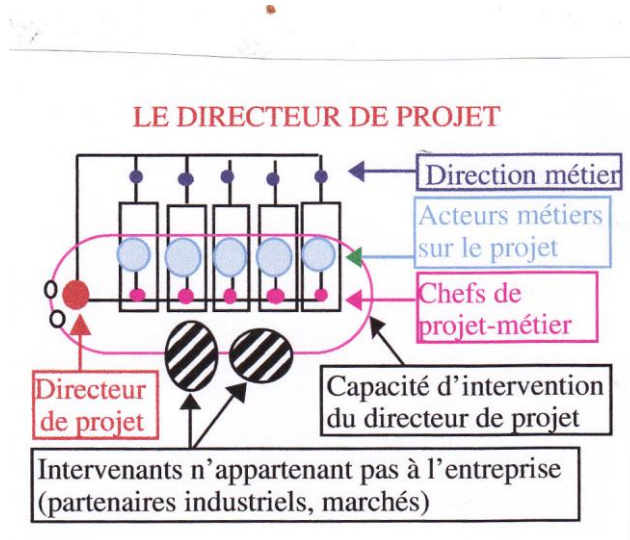 LE DIRECTEUR DE PROJET
Direction métier
Acteurs métiers
sur le projet
Chefs de
projet-métier
Directeur
de projet
Capacité d'intervention
du directeur de projet
Intervenants n'appartenant pas à l'entreprise
(partenaires industriels, marchés)